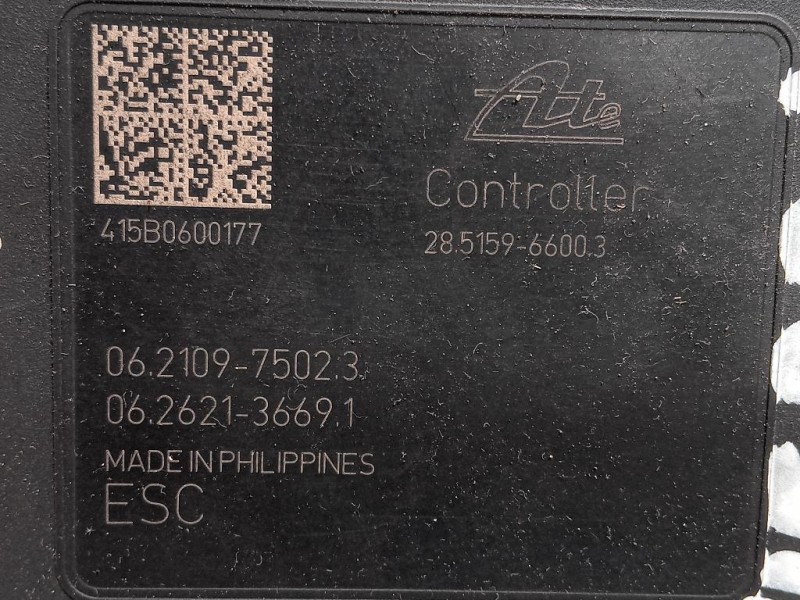 Ate
Controller
415B0600177
28.5159-6600.3
06.2109-7502.3
06.2621-3669.1
MADE IN PHILIPPINES
ESC